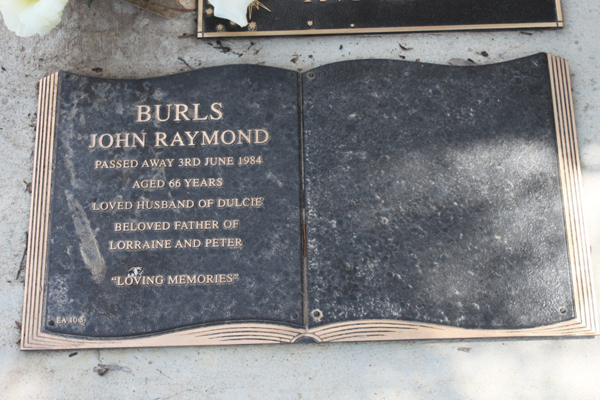 BURLS
JOHN RAYMOND
PASSED AWAY 3RD JUNE 1984
AGED 66 YEARS
LOVED HUSBAND OF DULCIE
BELOVED FATHER OF
LORRAINE AND PETER
"LOVING MEMORIES"